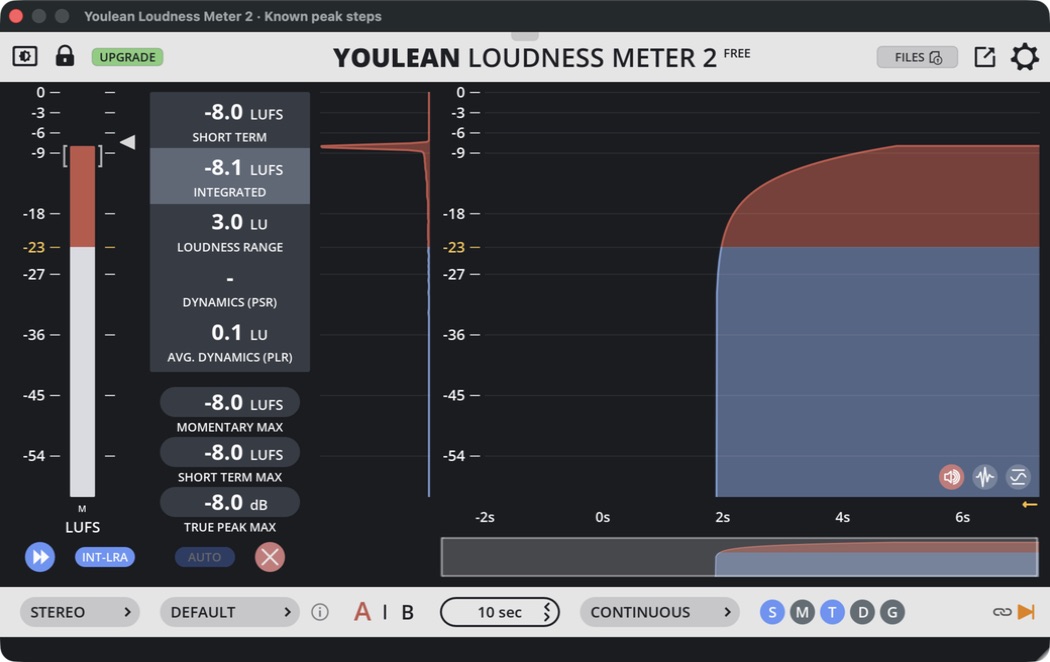 Youlean Loudness Meter 2 · Known peak steps
UPGRADE
YOULEAN LOUDNESS METER 2 FREE
FILES
0
-3
-6
-9
-18
-23
-27
-36
-45
-54
M
LUFS
-8.0 LUFS
SHORT TERM
-8.1 LUFS
INTEGRATED
3.0 LU
LOUDNESS RANGE
-
DYNAMICS (PSR)
0.1 LU
AVG. DYNAMICS (PLR)
-8.0 LUFS
MOMENTARY MAX
-8.0 LUFS
SHORT TERM MAX
-8.0 dB
TRUE PEAK MAX
0
-3
-6
-9
-18
-23
-27
-36
-45
-54
-2s 0s 2s 4s 6s
INT-LRA
AUTO
STEREO
DEFAULT
A | B
10 sec
CONTINUOUS
S M T D G